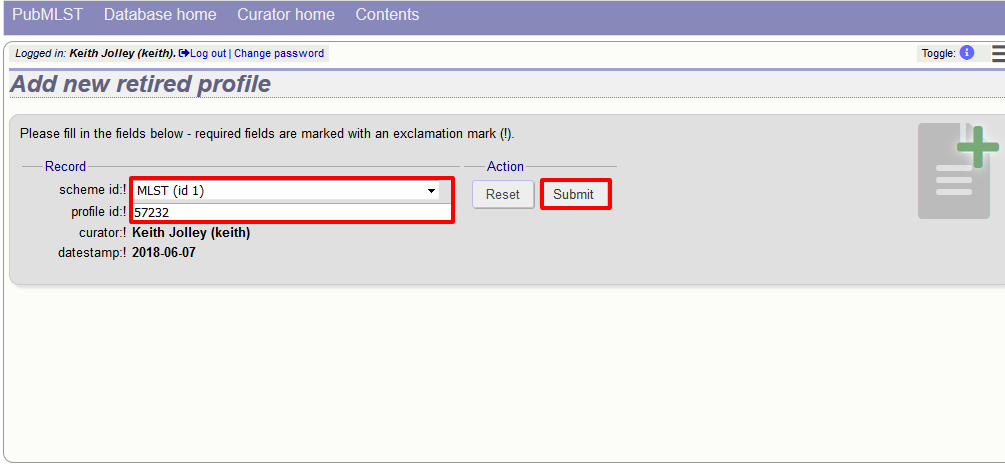 PubMLST Database home Curator home Contents
Logged in: Keith Jolley (keith). Log out | Change password Toggle: i
Add new retired profile
Please fill in the fields below - required fields are marked with an exclamation mark (!).
Record Action
scheme id:! MLST (id 1) Reset Submit
profile id:! 57232
curator:! Keith Jolley (keith)
datestamp:! 2018-06-07